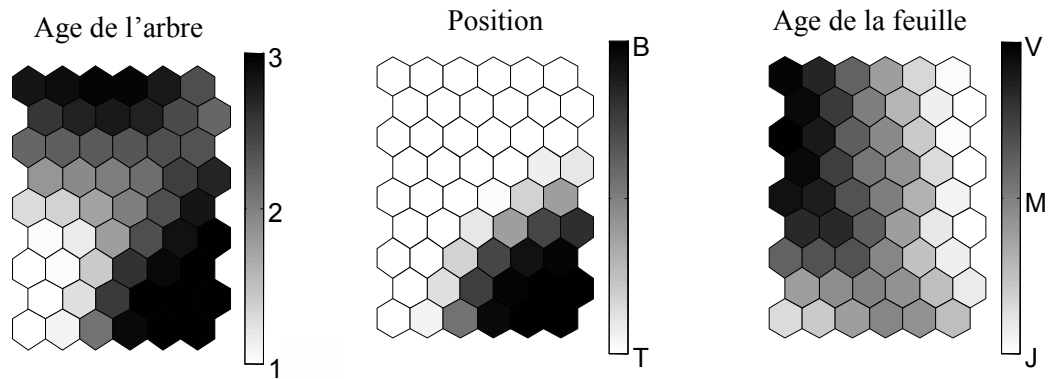 Age de l’arbre
3
2
1
Position
B
T
Age de la feuille
V
M
J